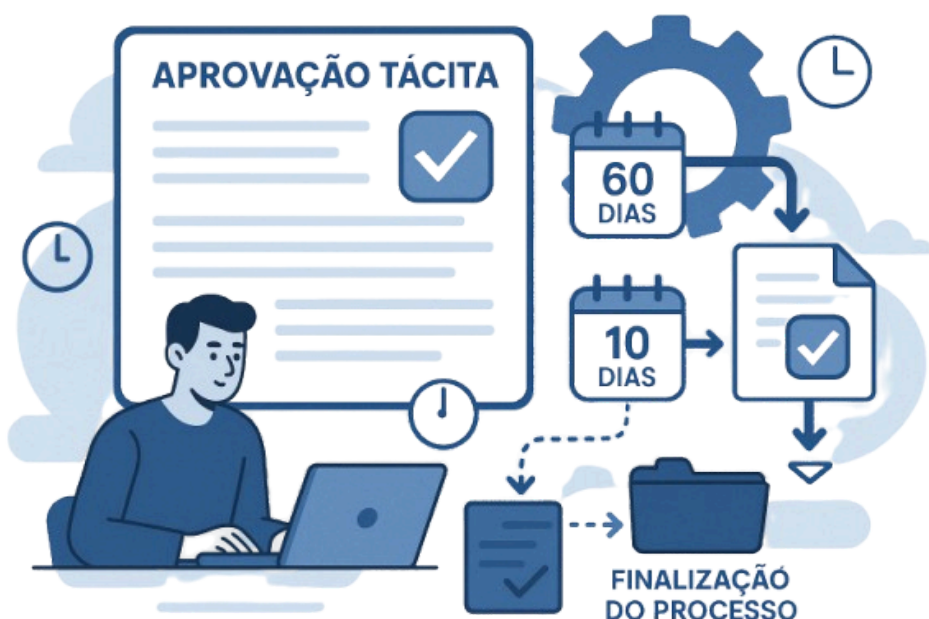 APROVAÇÃO TÁCITA
60
DIAS
10
DIAS
FINALIZAÇÃO
DO PROCESSO